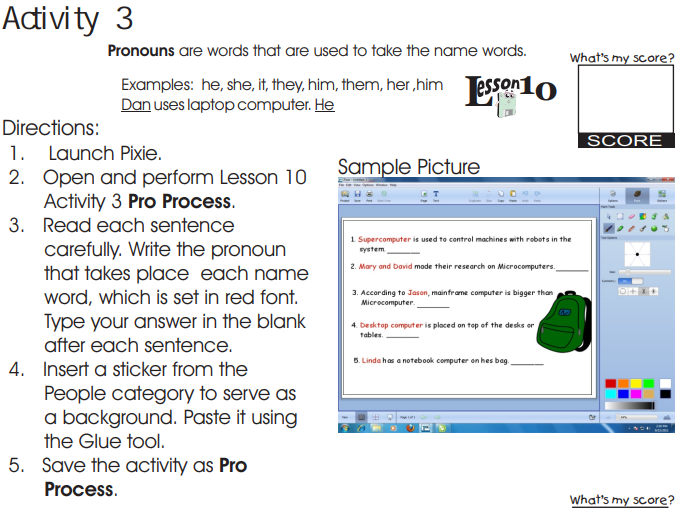 Activity 3
Pronouns are words that are used to take the name words.
What's my score?
Examples: he, she, it, they, him, them, her ,him
Dan uses laptop computer. He
Lesson 10
SCORE
Directions:
1. Launch Pixie.
2. Open and perform Lesson 10
Activity 3 Pro Process.
3. Read each sentence
carefully. Write the pronoun
that takes place each name
word, which is set in red font.
Type your answer in the blank
after each sentence.
4. Insert a sticker from the
People category to serve as
a background. Paste it using
the Glue tool.
5. Save the activity as Pro
Process.
Sample Picture
1. Supercomputer is used to control machines with robots in the
system. ________
2. Mary and David made their research on Microcomputers. ________
3. According to Jason, mainframe computer is bigger than
Microcomputer. ________
4. Desktop computer is placed on top of the desks or
tables. ________
5. Linda has a notebook computer on hes bag. ________
What's my score?